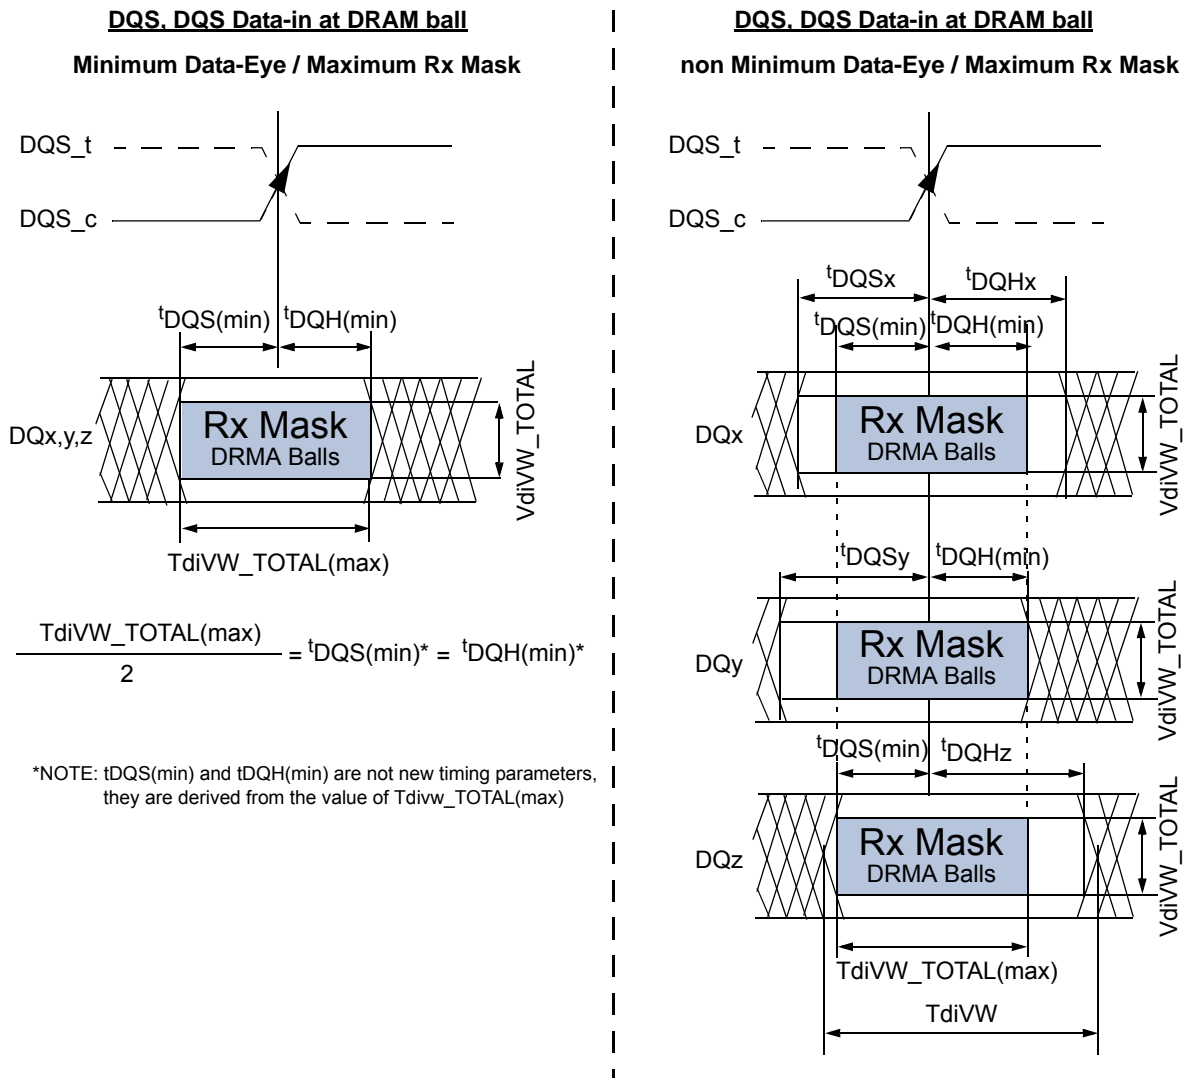 DQS, DQS Data-in at DRAM ball
Minimum Data-Eye / Maximum Rx Mask
DQS_t
DQS_c
tDQS(min)
tDQH(min)
DQx,y,z
Rx Mask
DRMA Balls
VdiVW_TOTAL
TdiVW_TOTAL(max)
TdiVW_TOTAL(max)
2
= tDQS(min)* = tDQH(min)*
*NOTE: tDQS(min) and tDQH(min) are not new timing parameters,
they are derived from the value of Tdivw_TOTAL(max)
DQS, DQS Data-in at DRAM ball
non Minimum Data-Eye / Maximum Rx Mask
DQS_t
DQS_c
tDQSx
tDQHx
tDQS(min)
tDQH(min)
DQx
Rx Mask
DRMA Balls
VdiVW_TOTAL
tDQSy
tDQH(min)
DQy
Rx Mask
DRMA Balls
VdiVW_TOTAL
tDQS(min)
tDQHz
DQz
Rx Mask
DRMA Balls
VdiVW_TOTAL
TdiVW_TOTAL(max)
TdiVW